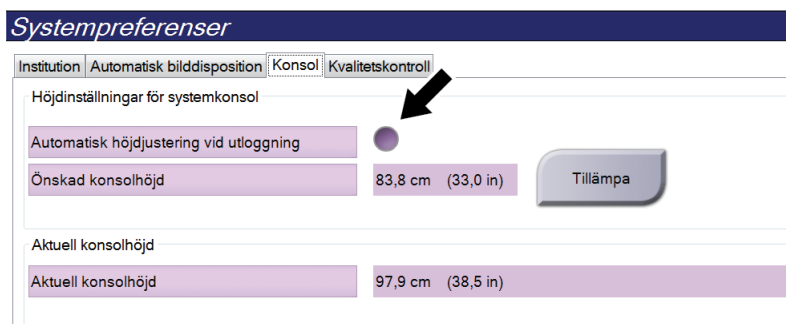 Systempreferenser
Institution Automatisk bilddisposition Konsol Kvalitetskontroll
Höjdinställningar för systemkonsol
Automatisk höjdjustering vid utloggning
Önskad konsolhöjd 83,8 cm (33,0 in) Tillämpa
Aktuell konsolhöjd
Aktuell konsolhöjd 97,9 cm (38,5 in)